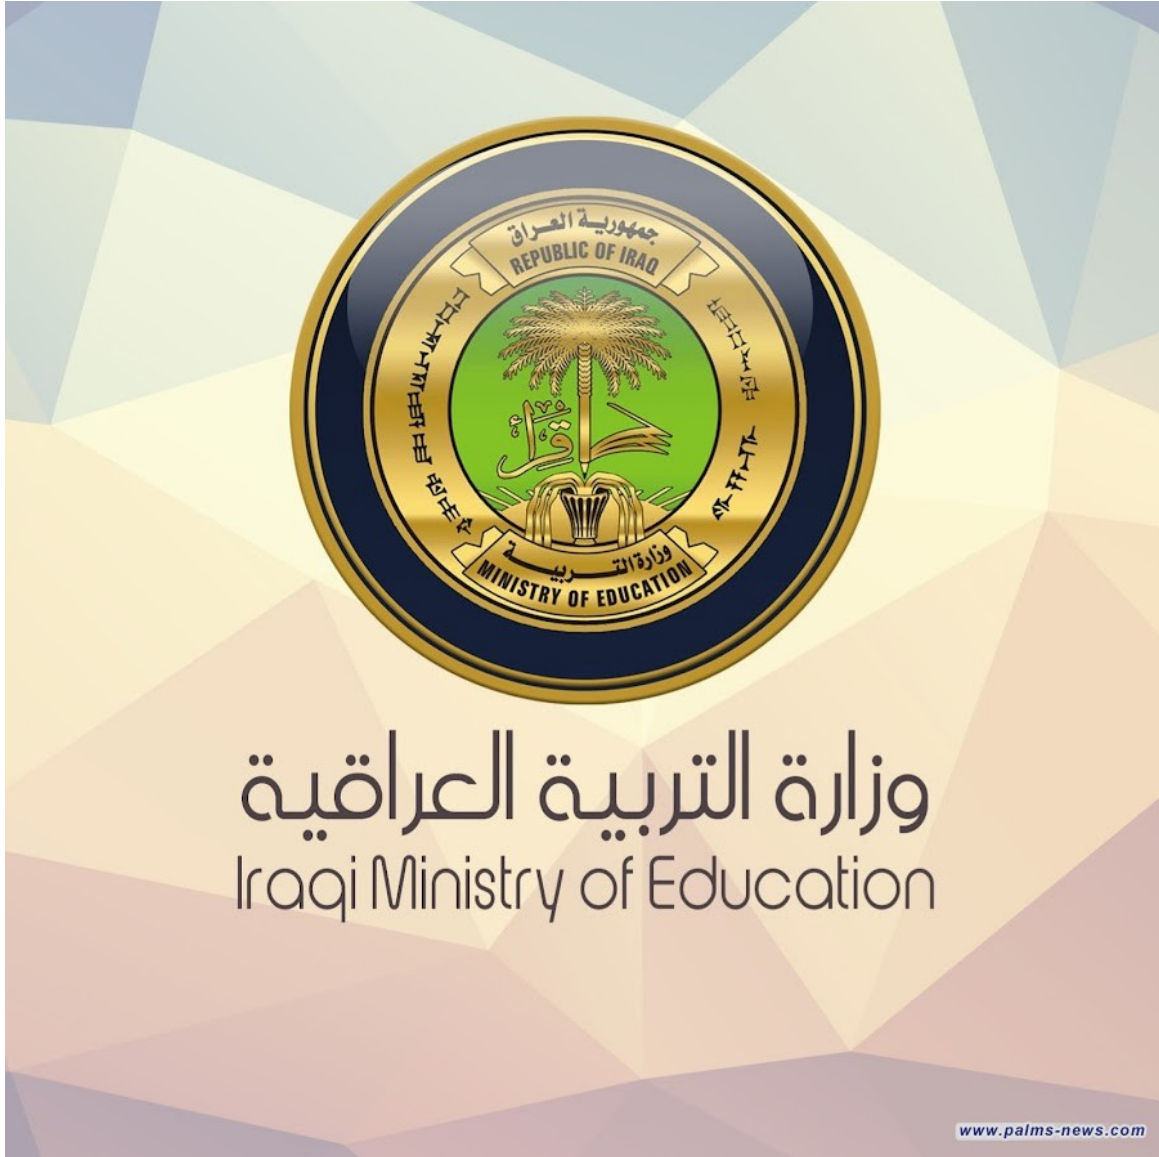 جمهورية العراق
REPUBLIC OF IRAQ
اقرأ
وزارة التربية
MINISTRY OF EDUCATION
وزارة التربية العراقية
Iraqi Ministry of Education
www.palms-news.com